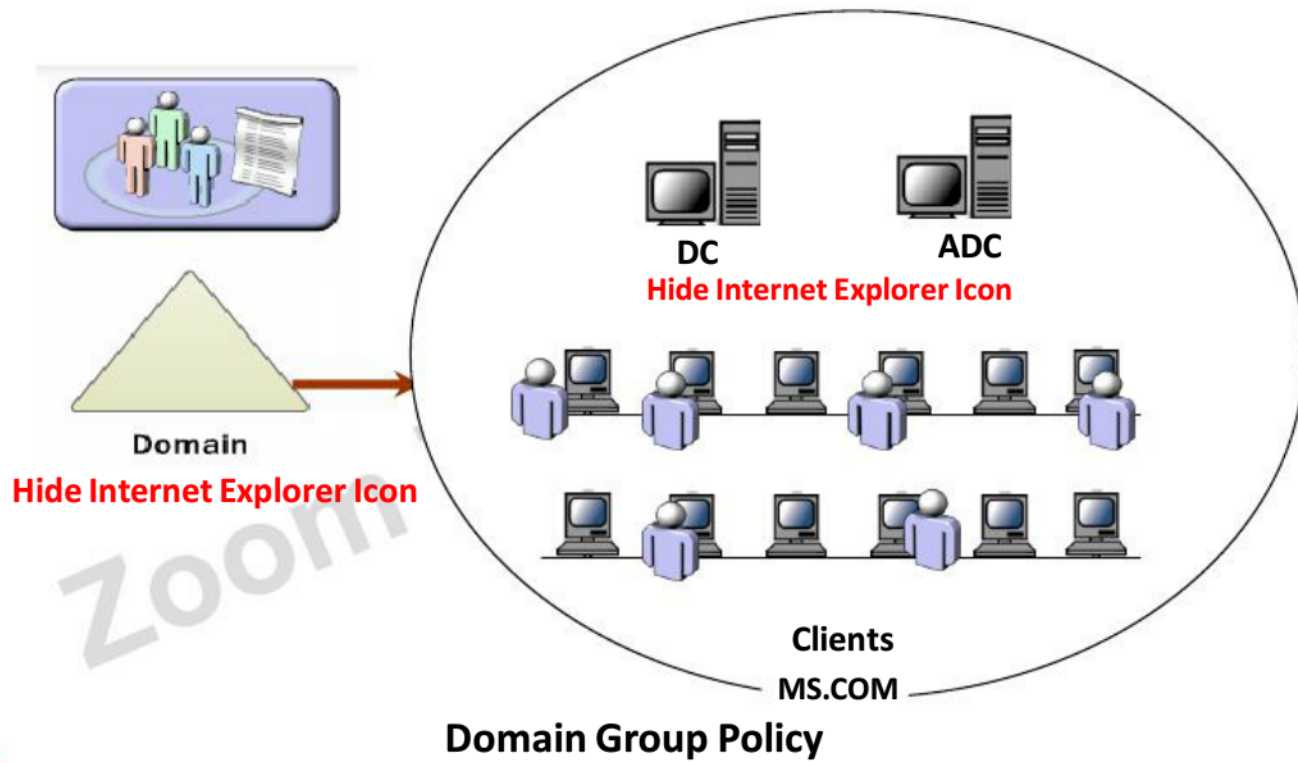 DC
ADC
Hide Internet Explorer Icon
Domain
Hide Internet Explorer Icon
Zoom
Clients
MS.COM
Domain Group Policy